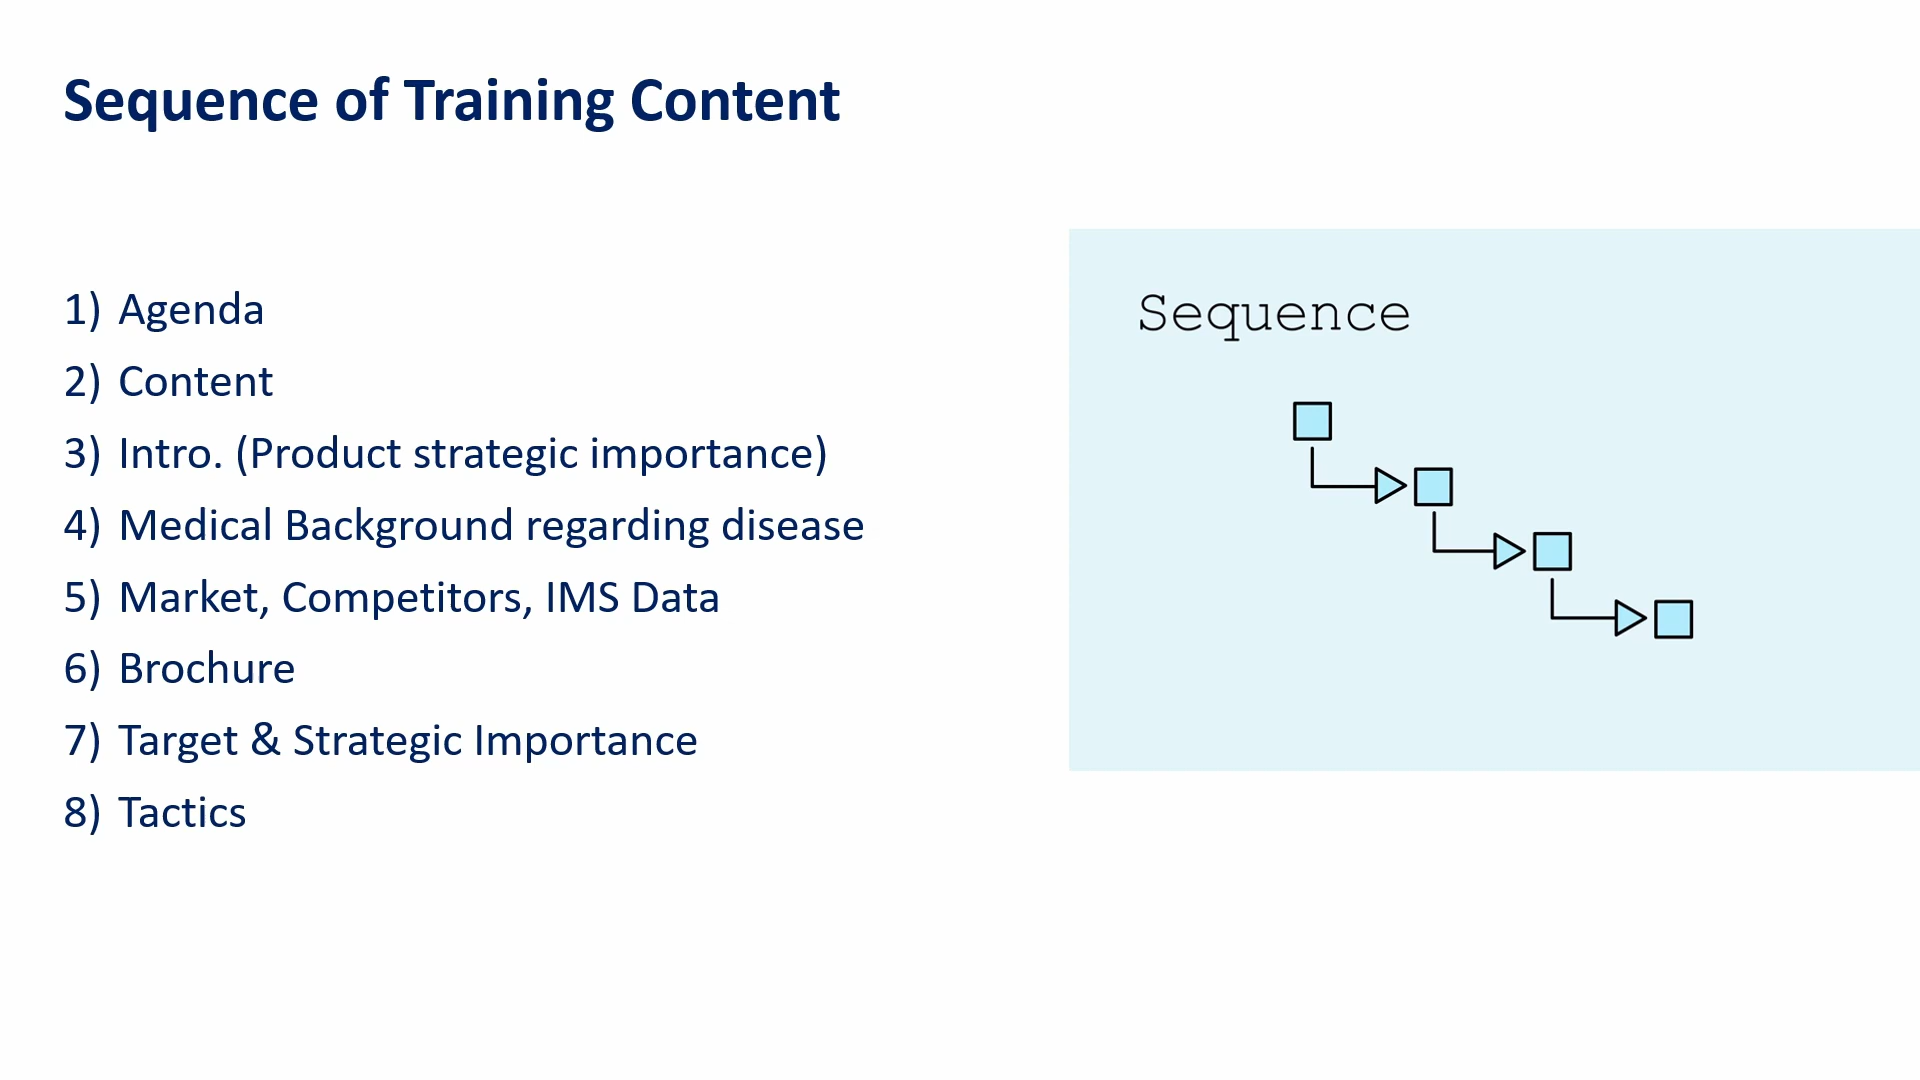 Sequence of Training Content
1) Agenda
2) Content
3) Intro. (Product strategic importance)
4) Medical Background regarding disease
5) Market, Competitors, IMS Data
6) Brochure
7) Target & Strategic Importance
8) Tactics
Sequence